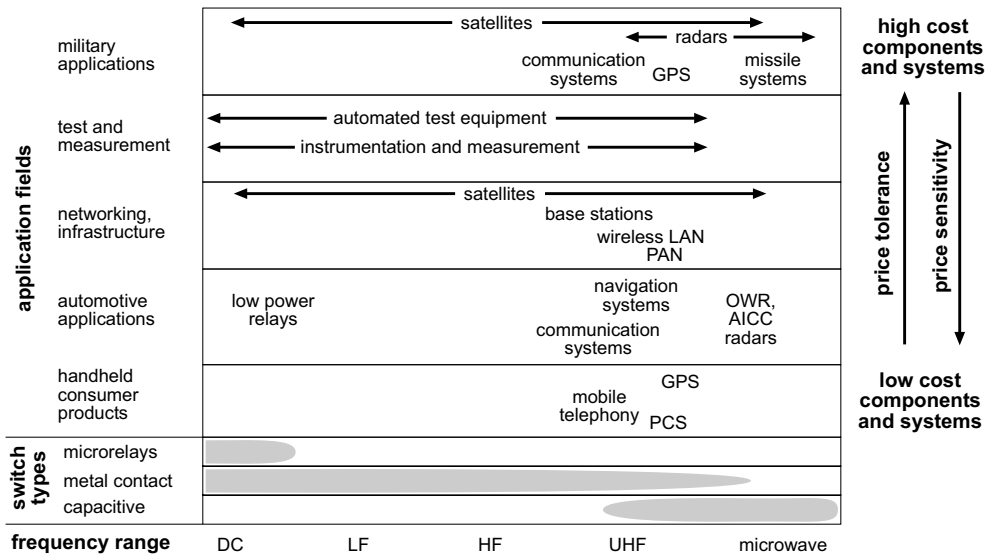 military
applications
satellites
radars
communication
systems
GPS
missile
systems
high cost
components
and systems
application fields
test and
measurement
automated test equipment
instrumentation and measurement
networking,
infrastructure
satellites
base stations
wireless LAN
PAN
price tolerance
price sensitivity
automotive
applications
low power
relays
navigation
systems
communication
systems
OWR,
AICC
radars
handheld
consumer
products
GPS
mobile
telephony
PCS
low cost
components
and systems
switch
types
microrelays
metal contact
capacitive
frequency range
DC
LF
HF
UHF
microwave